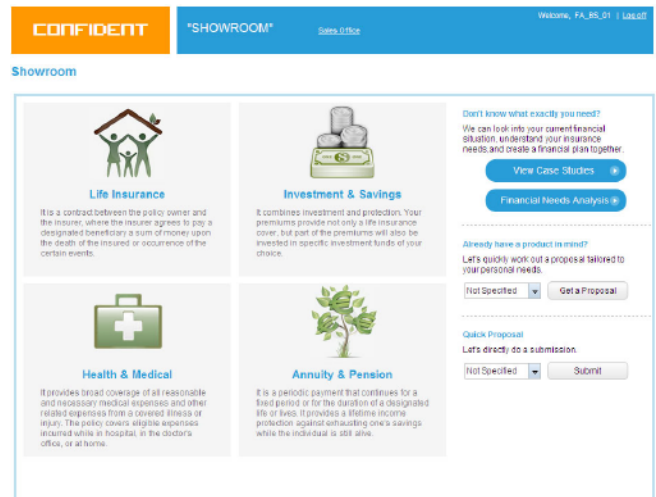 CONFIDENT
"SHOWROOM"
Sales Office
Welcome, FA_BS_01 | Log off
Showroom
Life Insurance
It is a contract between the policy owner and
the insurer, where the insurer agrees to pay a
designated beneficiary a sum of money upon
the death of the insured or occurrence of the
certain events.
Investment & Savings
It combines investment and protection. Your
premiums provide not only a life insurance
cover, but part of the premiums will also be
invested in specific investment funds of your
choice.
Health & Medical
It provides broad coverage of all reasonable
and necessary medical expenses and other
related expenses from a covered illness or
injury. The policy covers eligible expenses
incurred while in hospital, in the doctor's
office, or at home.
Annuity & Pension
It is a periodic payment that continues for a
fixed period or for the duration of a designated
life or lives. It provides a lifetime income
protection against exhausting one's savings
while the individual is still alive.
Don't know what exactly you need?
We can look into your current financial
situation, understand your insurance
needs,and create a financial plan together.
View Case Studies
Financial Needs Analysis
Already have a product in mind?
Let's quickly work out a proposal tailored to
your personal needs.
Not Specified
Get a Proposal
Quick Proposal
Let's directly do a submission.
Not Specified
Submit